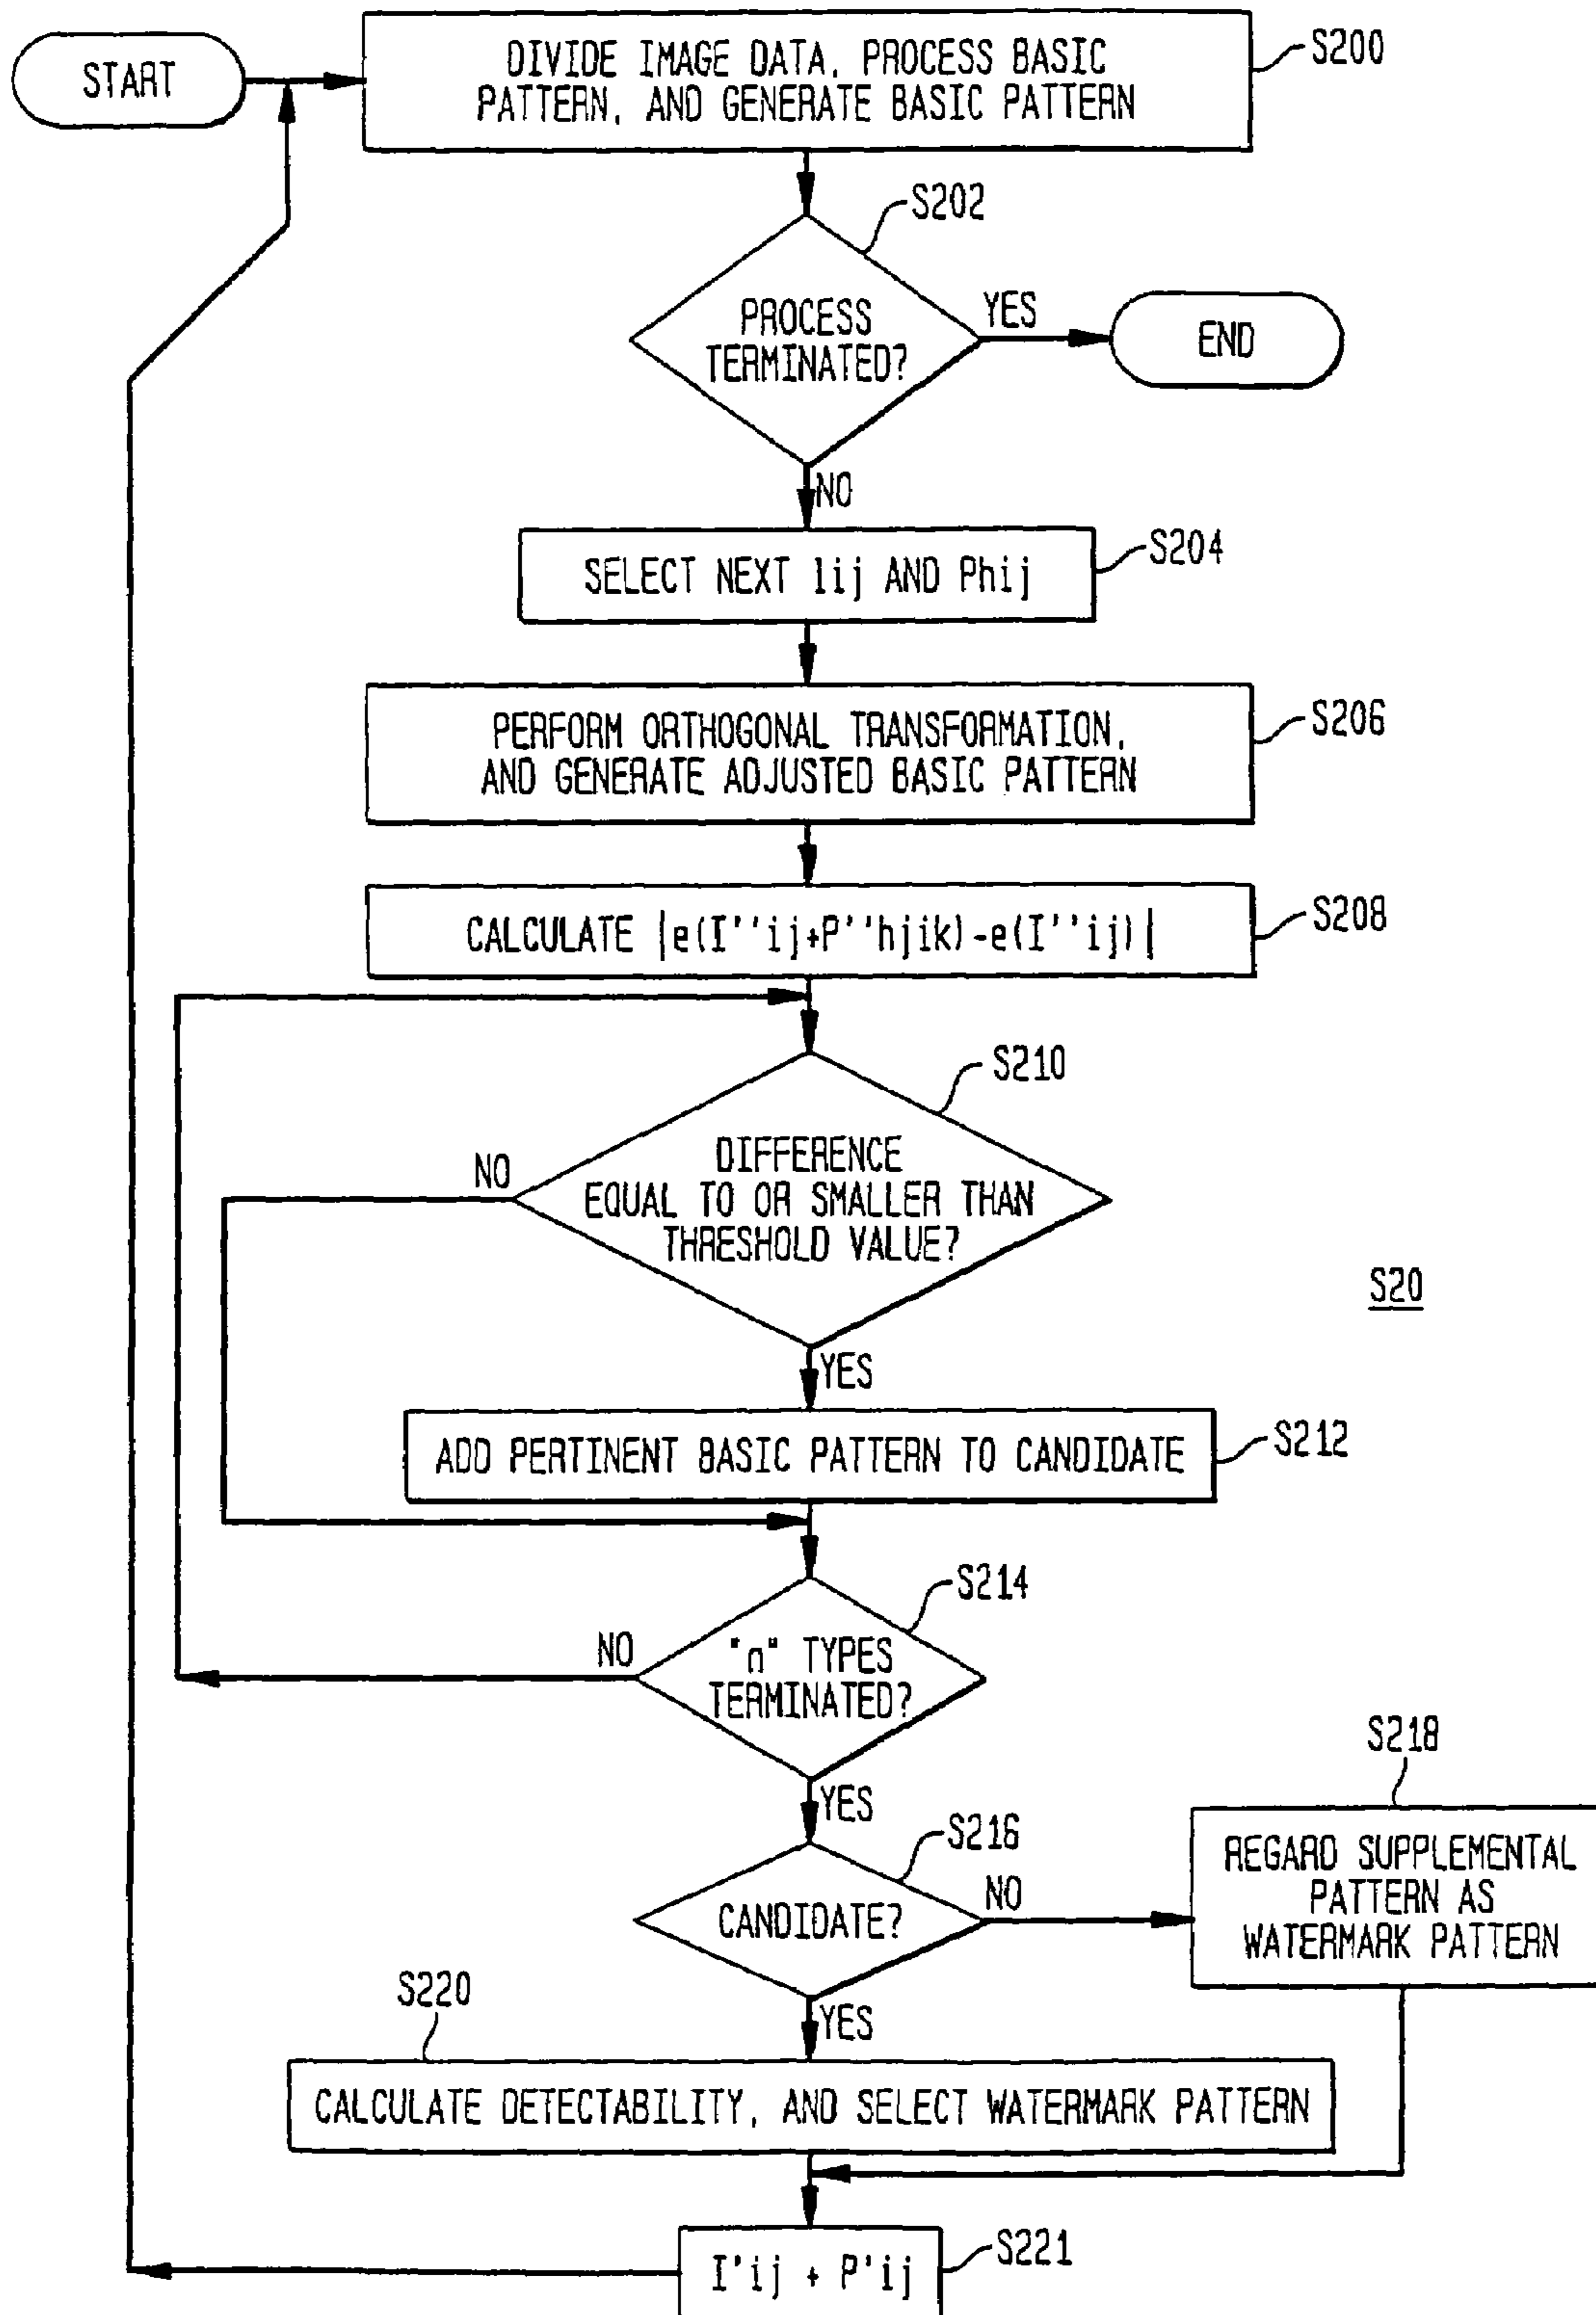 START
DIVIDE IMAGE DATA, PROCESS BASIC
PATTERN, AND GENERATE BASIC PATTERN
S200
S202
PROCESS
TERMINATED?
YES
END
NO
SELECT NEXT Iij AND Phij
S204
PERFORM ORTHOGONAL TRANSFORMATION,
AND GENERATE ADJUSTED BASIC PATTERN
S206
CALCULATE |e(I''ij+P''hjik)-e(I''ij)|
S208
S210
NO
DIFFERENCE
EQUAL TO OR SMALLER THAN
THRESHOLD VALUE?
S20
YES
ADD PERTINENT BASIC PATTERN TO CANDIDATE
S212
S214
NO
"n" TYPES
TERMINATED?
YES
S216
CANDIDATE?
NO
S218
REGARD SUPPLEMENTAL
PATTERN AS
WATERMARK PATTERN
YES
S220
CALCULATE DETECTABILITY, AND SELECT WATERMARK PATTERN
I'ij + P'ij
S221